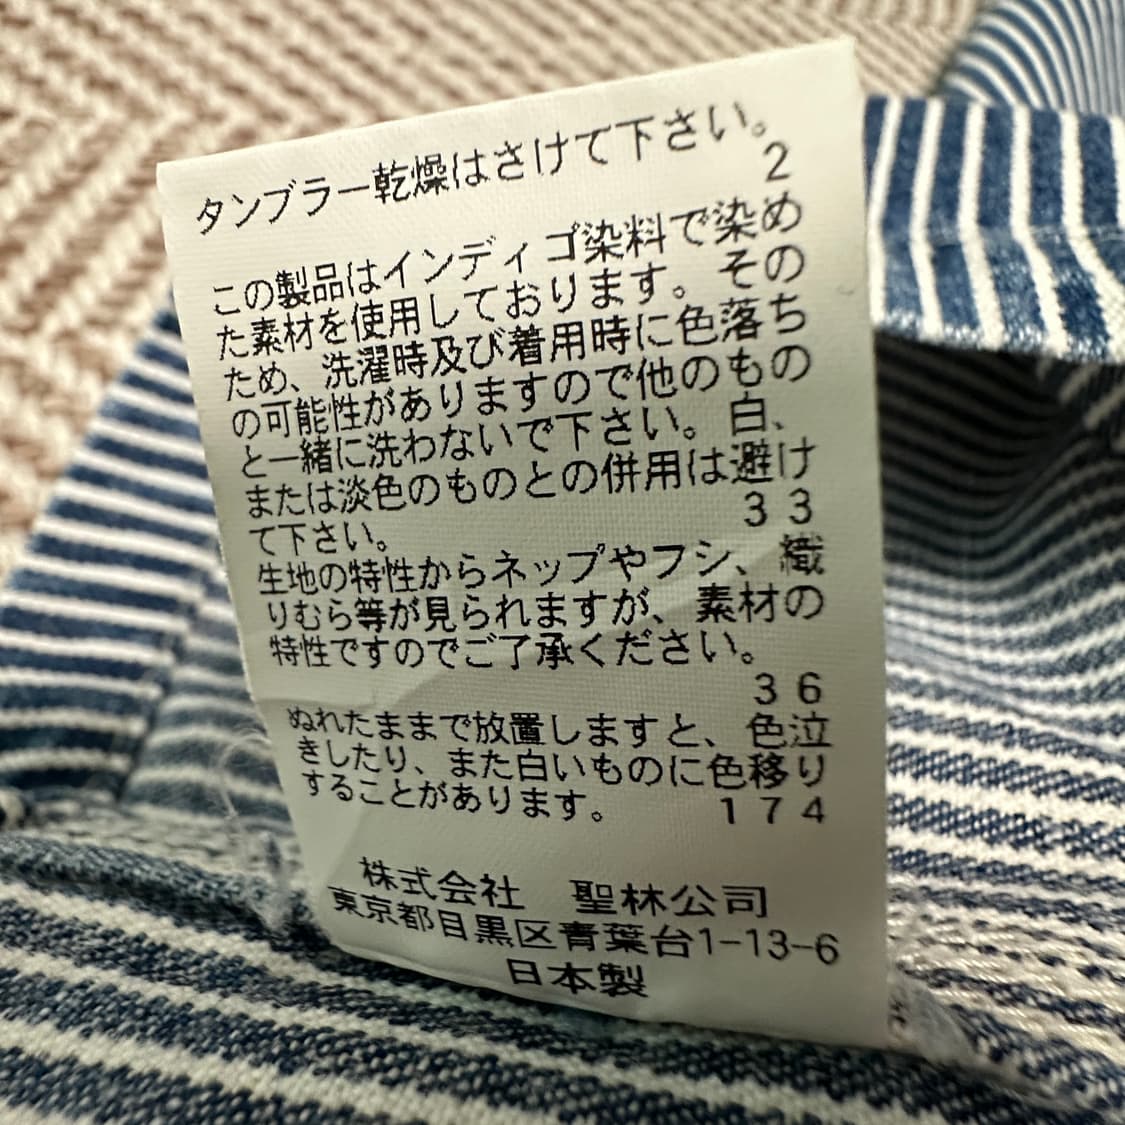 タンブラー乾燥はさけて下さい。
2
この製品はインディゴ染料で染め
た素材を使用しております。その
ため、洗濯時及び着用時に色落ち
の可能性がありますので他のもの
と一緒に洗わないで下さい。白、
または淡色のものとの併用は避け
て下さい。 33
生地の特性からネップやフシ、織
りむら等が見られますが、素材の
特性ですのでご了承ください。
36
ぬれたままで放置しますと、色泣
きしたり、また白いものに色移り
することがあります。 174
株式会社 聖林公司
東京都目黒区青葉台1-13-6
日本製